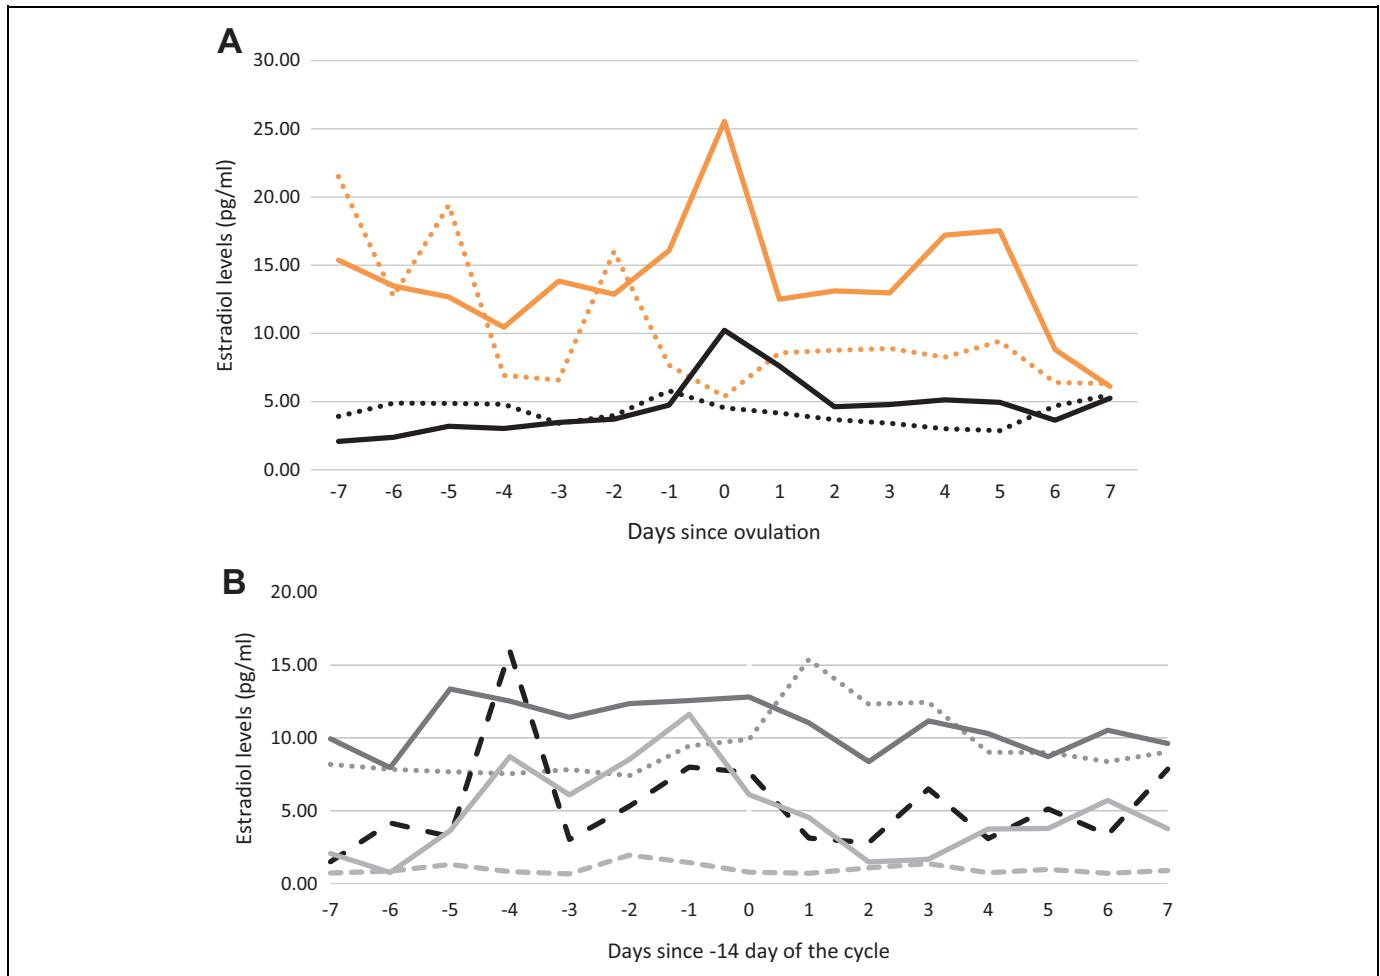 A
30.00
25.00
20.00
15.00
10.00
5.00
0.00
Estradiol levels (pg/ml)
-7 -6 -5 -4 -3 -2 -1 0 1 2 3 4 5 6 7
Days since ovulation
B
20.00
15.00
10.00
5.00
0.00
Estradiol levels (pg/ml)
-7 -6 -5 -4 -3 -2 -1 0 1 2 3 4 5 6 7
Days since -14 day of the cycle